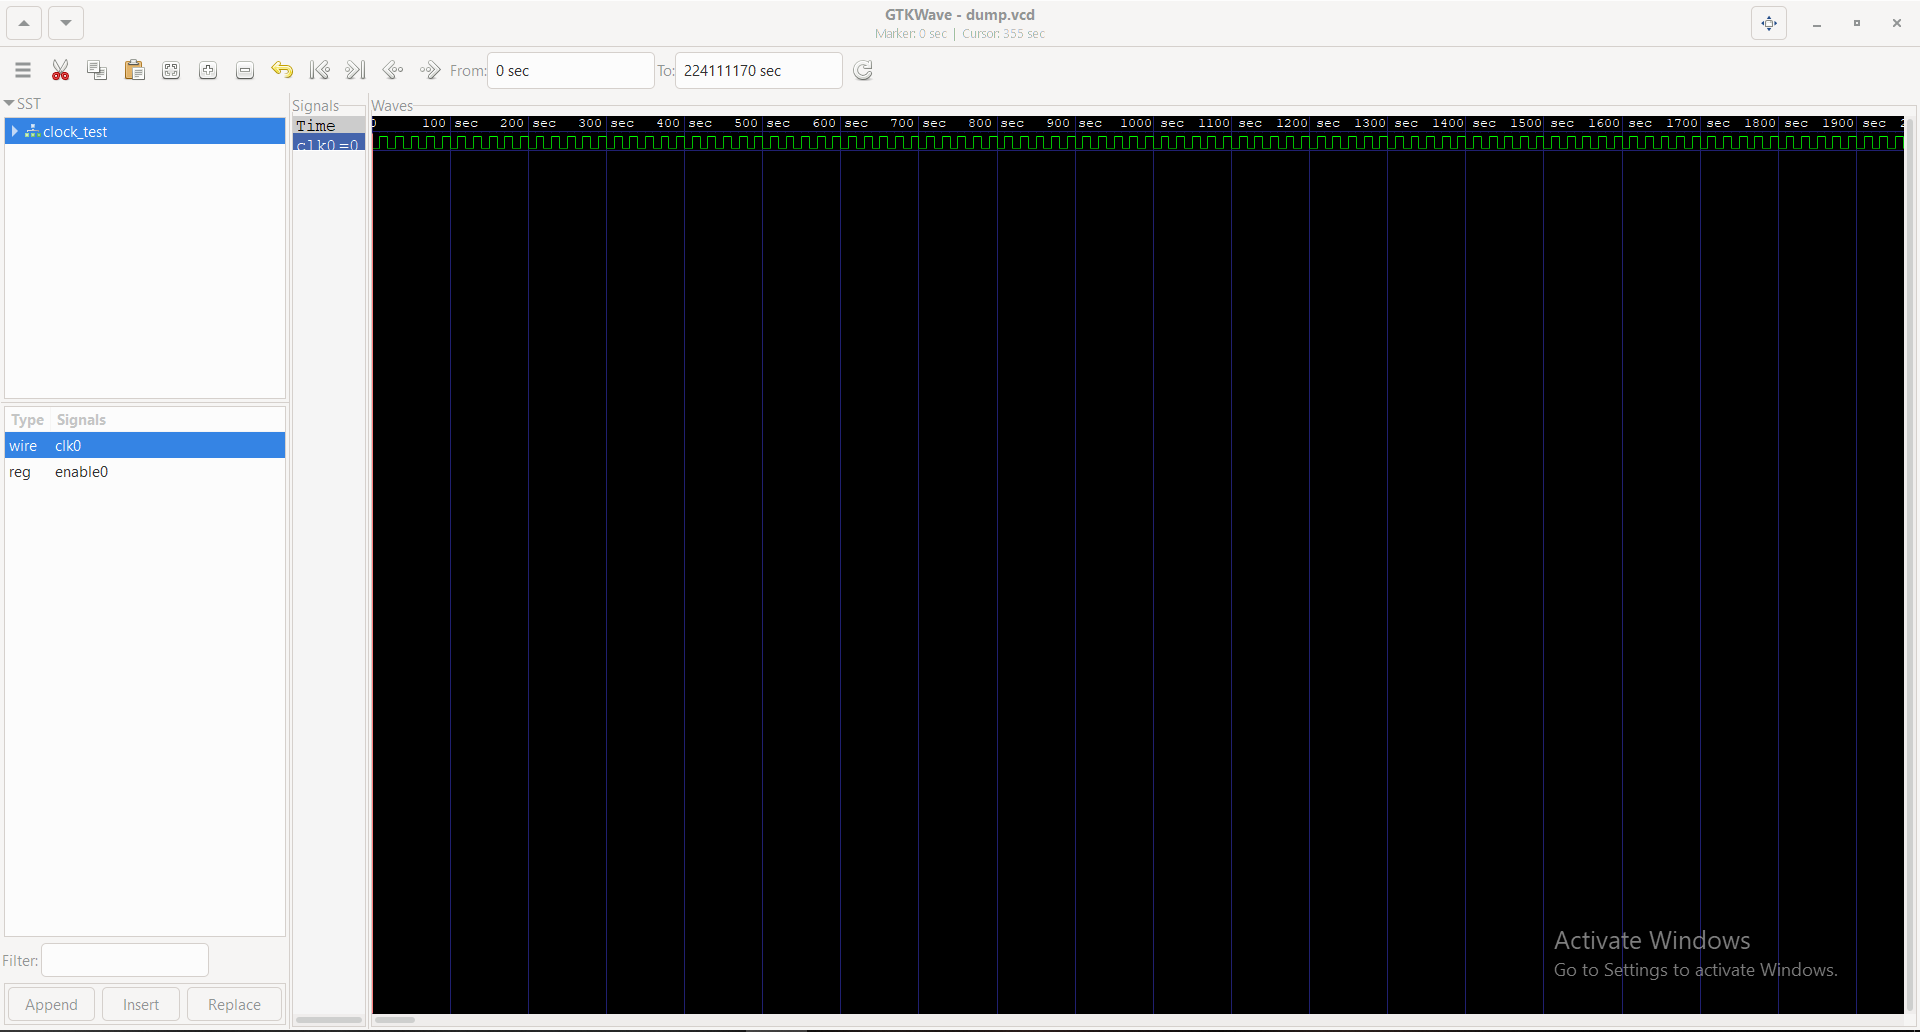 GTKWave - dump.vcd
Marker: 0 sec | Cursor: 355 sec
From: 0 sec To: 224111170 sec
SST
clock_test
Type Signals
wire clk0
reg enable0
Filter:
Append Insert Replace
Signals
Time
clk0=0
Waves
0 100 sec 200 sec 300 sec 400 sec 500 sec 600 sec 700 sec 800 sec 900 sec 1000 sec 1100 sec 1200 sec 1300 sec 1400 sec 1500 sec 1600 sec 1700 sec 1800 sec 1900 sec
Activate Windows
Go to Settings to activate Windows.